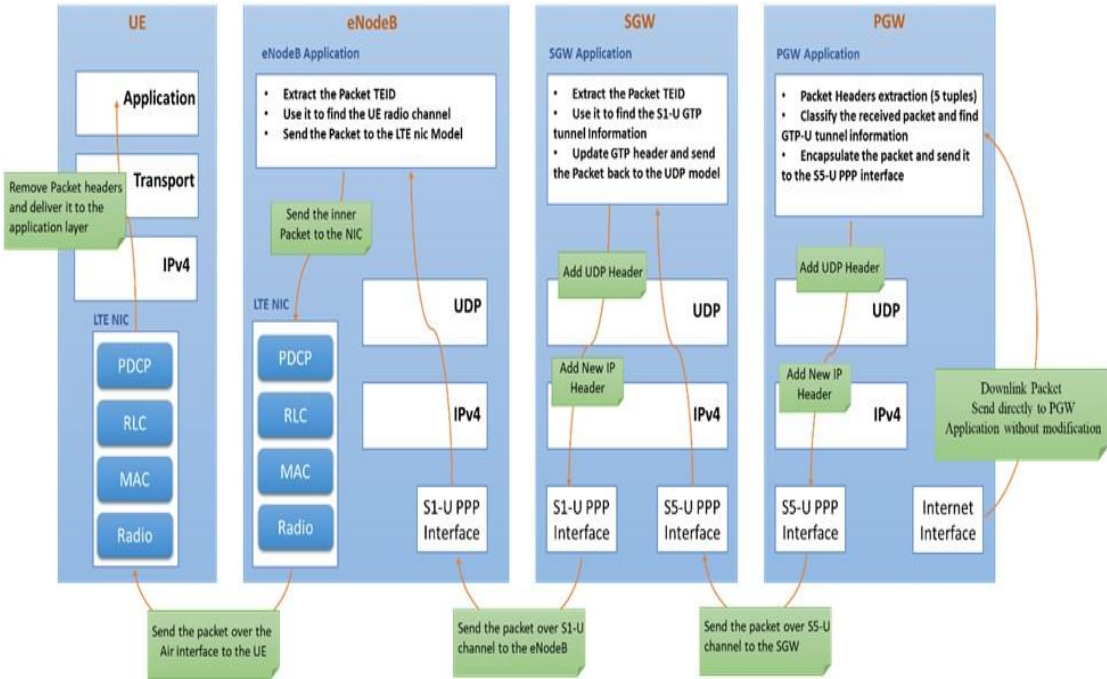 UE
Application
Transport
Remove Packet headers
and deliver it to the
application layer
IPv4
LTE NIC
PDCP
RLC
MAC
Radio
Send the packet over the
Air interface to the UE
eNodeB
eNodeB Application
• Extract the Packet TEID
• Use it to find the UE radio channel
• Send the Packet to the LTE nic Model
Send the inner
Packet to the NIC
UDP
LTE NIC
PDCP
RLC
MAC
Radio
IPv4
S1-U PPP
Interface
Send the packet over S1-U
channel to the eNodeB
SGW
SGW Application
• Extract the Packet TEID
• Use it to find the S1-U GTP
tunnel Information
• Update GTP header and send
the Packet back to the UDP model
Add UDP Header
UDP
Add New IP
Header
IPv4
S1-U PPP
Interface
S5-U PPP
Interface
Send the packet over S5-U
channel to the SGW
PGW
PGW Application
• Packet Headers extraction (5 tuples)
• Classify the received packet and find
GTP-U tunnel information
• Encapsulate the packet and send it
to the S5-U PPP interface
Add UDP Header
UDP
Add New IP
Header
IPv4
S5-U PPP
Interface
Internet
Interface
Downlink Packet
Send directly to PGW
Application without modification